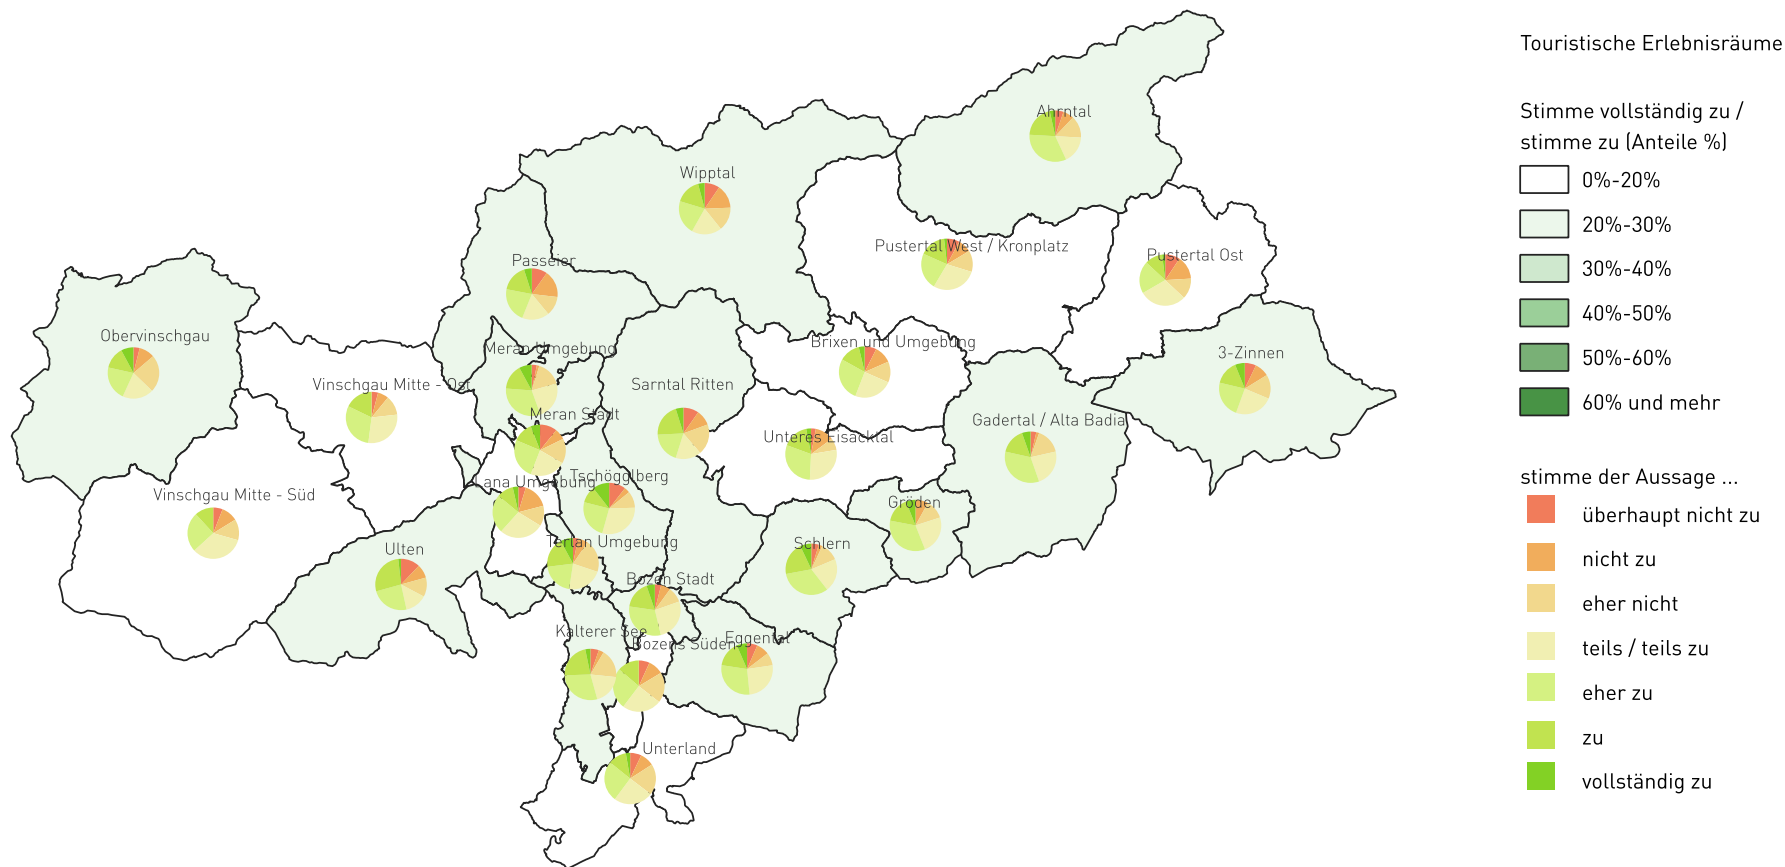 Touristische Erlebnisräume
Stimme vollständig zu /
stimme zu (Anteile %)
0%-20%
20%-30%
30%-40%
40%-50%
50%-60%
60% und mehr
stimme der Aussage ...
überhaupt nicht zu
nicht zu
eher nicht
teils / teils zu
eher zu
zu
vollständig zu
Ahrntal
Wipptal
Pustertal West / Kronplatz
Pustertal Ost
Passeier
Obervinschgau
Meran Umgebung
Brixen und Umgebung
3-Zinnen
Vinschgau Mitte - Ost
Sarntal Ritten
Meran Stadt
Gadertal / Alta Badia
Unteres Eisacktal
Tschögglberg
Lana Umgebung
Vinschgau Mitte - Süd
Gröden
Terlan Umgebung
Schlern
Ulten
Bozen Stadt
Kalterer See
Eggental
Bozens Süden
Unterland